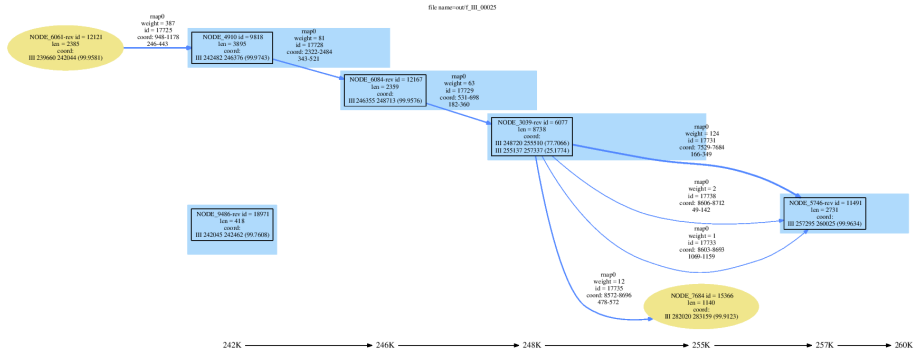 file name=out/f_III_00025
map0
weight = 387
id = 17725
coord: 948-1178
246-443
NODE_6061-rev id = 12121
len = 2385
coord:
III 239660 242044 (99.9581)
NODE_4910 id = 9818
len = 3895
coord:
III 242482 246376 (99.9743)
map0
weight = 81
id = 17728
coord: 2322-2484
343-521
NODE_6084-rev id = 12167
len = 2359
coord:
III 246355 248713 (99.9576)
map0
weight = 63
id = 17729
coord: 531-698
182-360
NODE_3039-rev id = 6077
len = 8738
coord:
III 248720 255510 (77.7066)
III 255137 257337 (25.1774)
map0
weight = 124
id = 17731
coord: 7529-7684
166-349
map0
weight = 2
id = 17738
coord: 8606-8712
49-142
map0
weight = 1
id = 17733
coord: 8603-8693
1069-1159
NODE_5746-rev id = 11491
len = 2731
coord:
III 257295 260025 (99.9634)
NODE_9486-rev id = 18971
len = 418
coord:
III 242045 242462 (99.7608)
map0
weight = 12
id = 17735
coord: 8572-8696
478-572
NODE_7684 id = 15366
len = 1140
coord:
III 282020 283159 (99.9123)
242K 246K 248K 255K 257K 260K